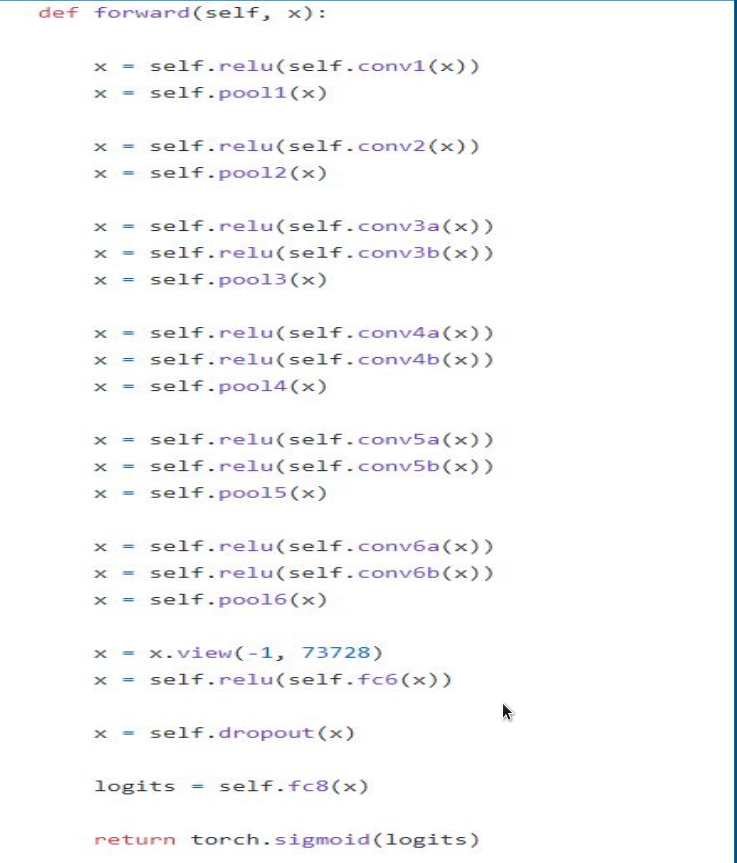 def forward(self, x):
x = self.relu(self.conv1(x))
x = self.pool1(x)
x = self.relu(self.conv2(x))
x = self.pool2(x)
x = self.relu(self.conv3a(x))
x = self.relu(self.conv3b(x))
x = self.pool3(x)
x = self.relu(self.conv4a(x))
x = self.relu(self.conv4b(x))
x = self.pool4(x)
x = self.relu(self.conv5a(x))
x = self.relu(self.conv5b(x))
x = self.pool5(x)
x = self.relu(self.conv6a(x))
x = self.relu(self.conv6b(x))
x = self.pool6(x)
x = x.view(-1, 73728)
x = self.relu(self.fc6(x))
x = self.dropout(x)
logits = self.fc8(x)
return torch.sigmoid(logits)